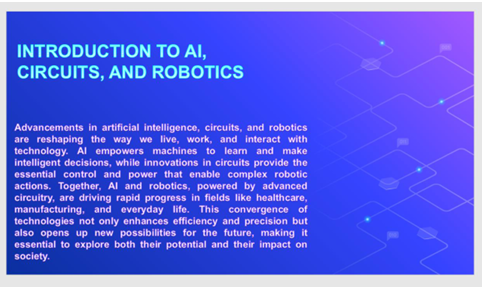 INTRODUCTION TO AI,
CIRCUITS, AND ROBOTICS
Advancements in artificial intelligence, circuits, and robotics
are reshaping the way we live, work, and interact with
technology. AI empowers machines to learn and make
intelligent decisions, while innovations in circuits provide the
essential control and power that enable complex robotic
actions. Together, AI and robotics, powered by advanced
circuitry, are driving rapid progress in fields like healthcare,
manufacturing, and everyday life. This convergence of
technologies not only enhances efficiency and precision but
also opens up new possibilities for the future, making it
essential to explore both their potential and their impact on
society.